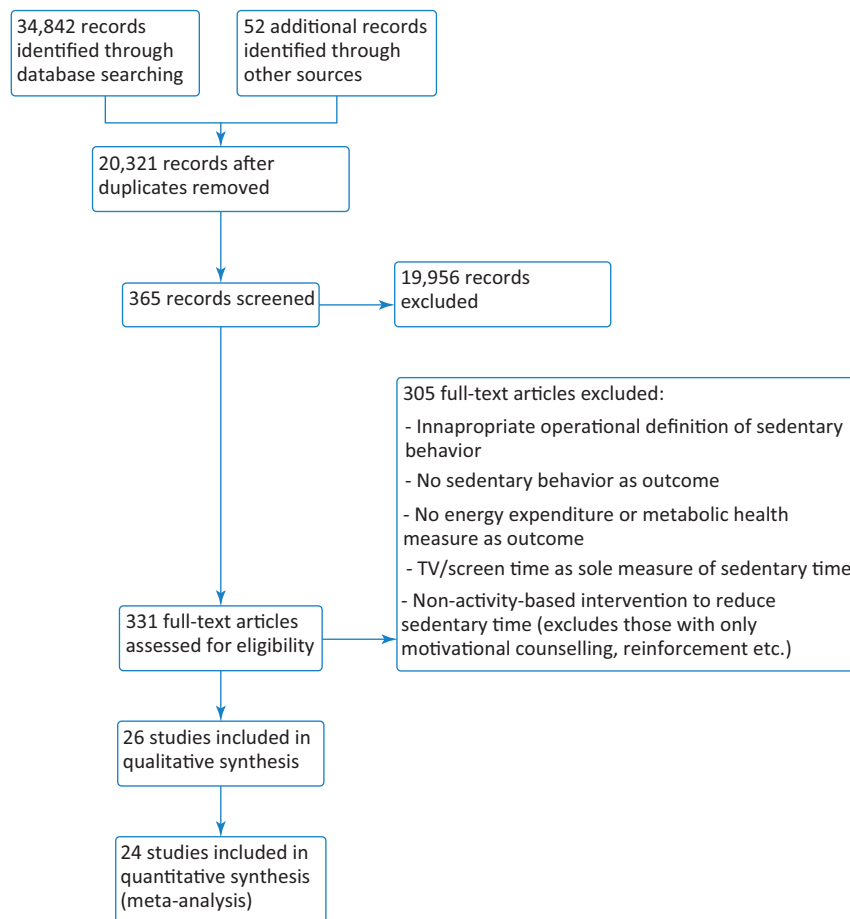 34,842 records
identified through
database searching
52 additional records
identified through
other sources
20,321 records after
duplicates removed
365 records screened
19,956 records
excluded
305 full-text articles excluded:
- Innapropriate operational definition of sedentary
behavior
- No sedentary behavior as outcome
- No energy expenditure or metabolic health
measure as outcome
- TV/screen time as sole measure of sedentary time
- Non-activity-based intervention to reduce
sedentary time (excludes those with only
motivational counselling, reinforcement etc.)
331 full-text articles
assessed for eligibility
26 studies included in
qualitative synthesis
24 studies included in
quantitative synthesis
(meta-analysis)